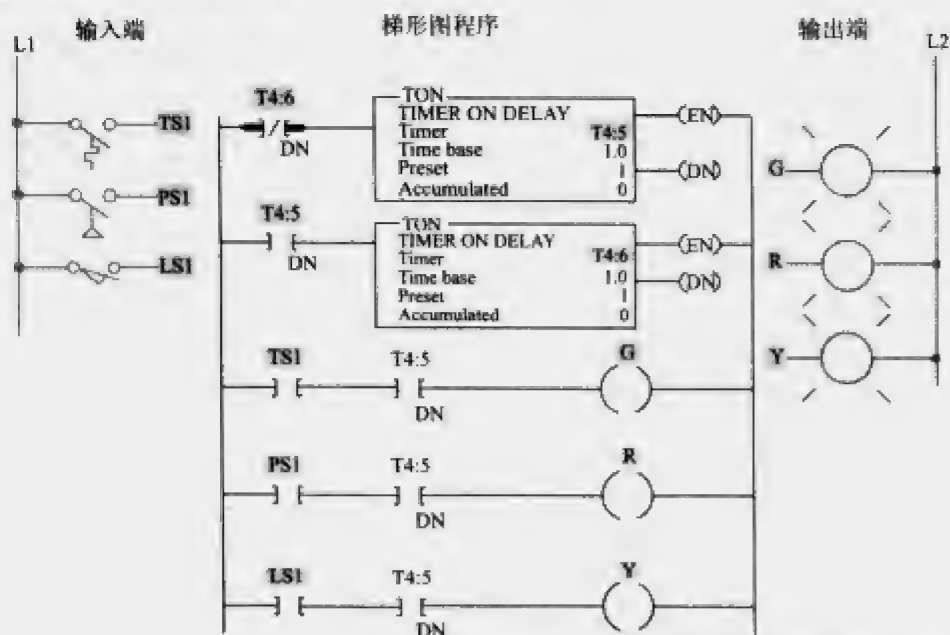 输入端
梯形图程序
输出端
L1
L2
TS1
PS1
LS1
T4:6
DN
TON
TIMER ON DELAY
Timer T4:5
Time base 1.0
Preset 1
Accumulated 0
(EN)
(DN)
T4:5
DN
TON
TIMER ON DELAY
Timer T4:6
Time base 1.0
Preset 1
Accumulated 0
(EN)
(DN)
TS1
T4:5
DN
G
PS1
T4:5
DN
R
LS1
T4:5
DN
Y
G
R
Y